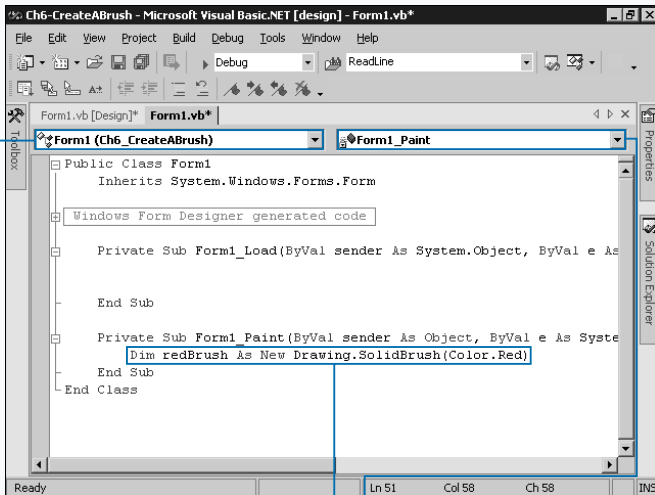 Ch6-CreateABrush - Microsoft Visual Basic.NET [design] - Form1.vb*
File Edit View Project Build Debug Tools Window Help
Debug ReadLine
Form1.vb [Design]* Form1.vb*
Toolbox
Form1 (Ch6_CreateABrush) Form1_Paint
Properties
Solution Explorer
Public Class Form1
Inherits System.Windows.Forms.Form
Windows Form Designer generated code
Private Sub Form1_Load(ByVal sender As System.Object, ByVal e As
End Sub
Private Sub Form1_Paint(ByVal sender As Object, ByVal e As Syste
Dim redBrush As New Drawing.SolidBrush(Color.Red)
End Sub
End Class
Ready Ln 51 Col 58 Ch 58 INS